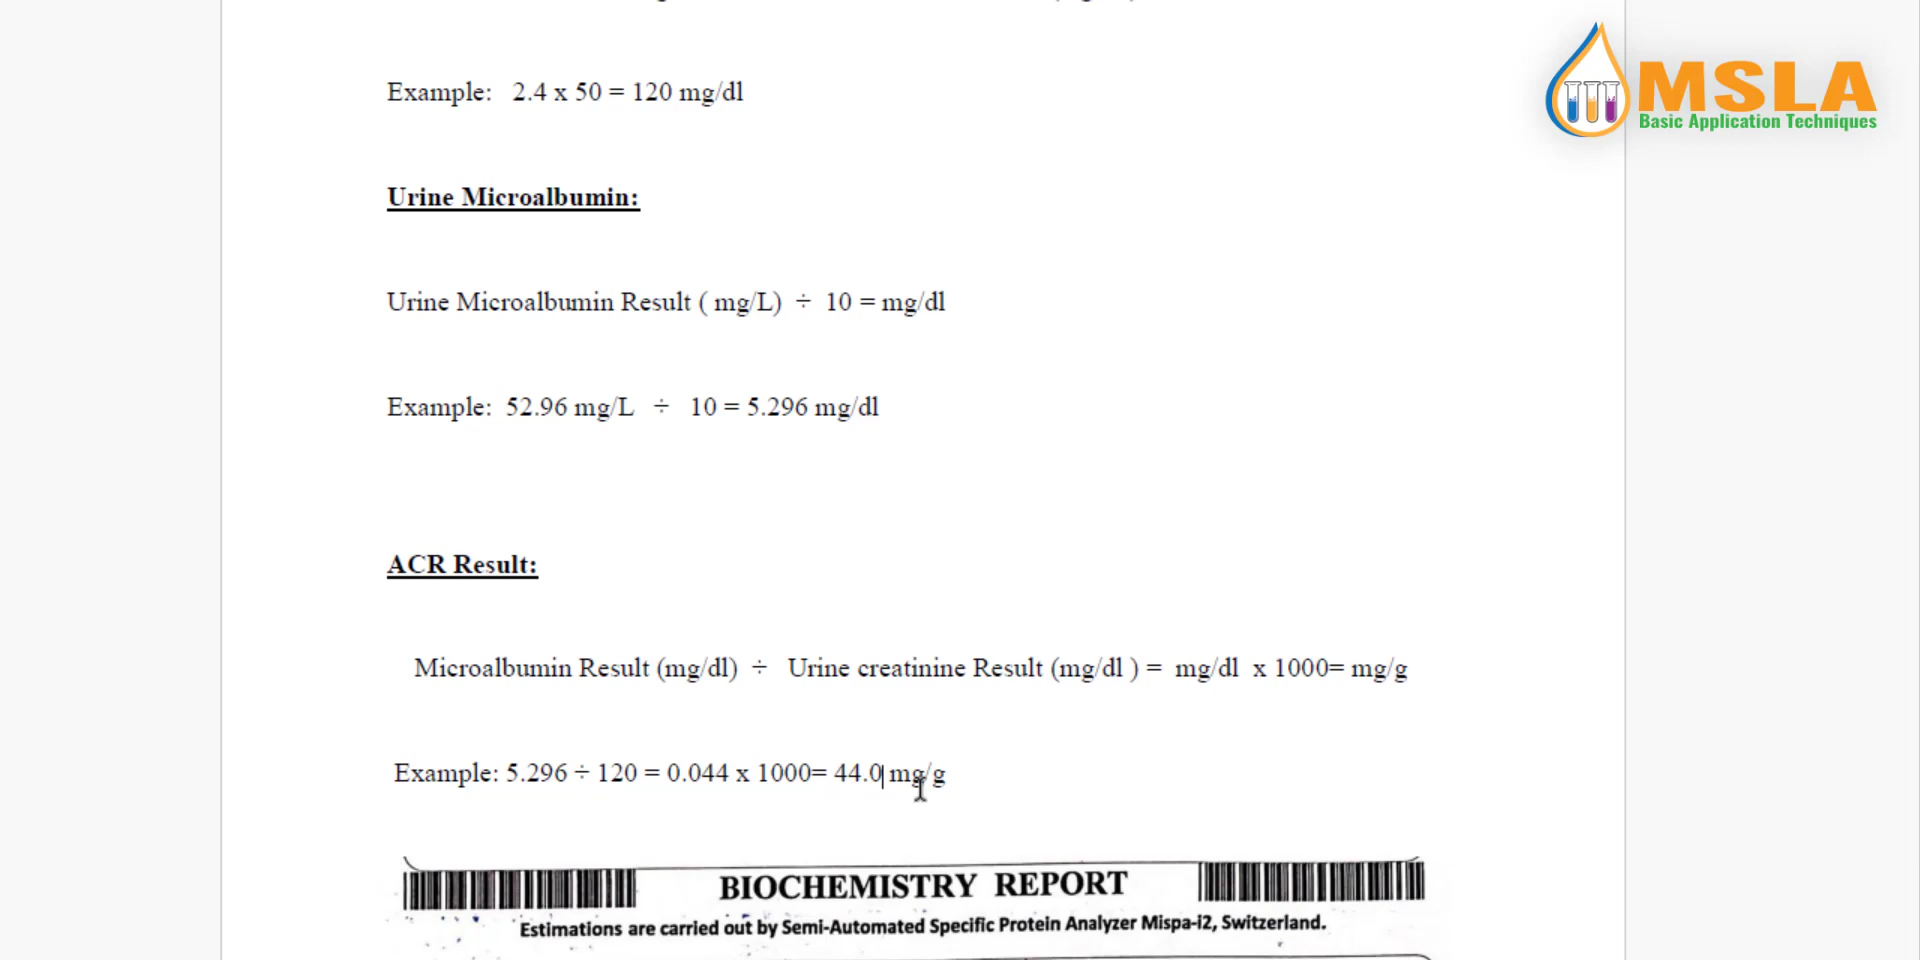 MSLA
Basic Application Techniques
Example: 2.4 x 50 = 120 mg/dl
Urine Microalbumin:
Urine Microalbumin Result ( mg/L) ÷ 10 = mg/dl
Example: 52.96 mg/L ÷ 10 = 5.296 mg/dl
ACR Result:
Microalbumin Result (mg/dl) ÷ Urine creatinine Result (mg/dl ) = mg/dl x 1000= mg/g
Example: 5.296 ÷ 120 = 0.044 x 1000= 44.0 mg/g
BIOCHEMISTRY REPORT
Estimations are carried out by Semi-Automated Specific Protein Analyzer Mispa-i2, Switzerland.